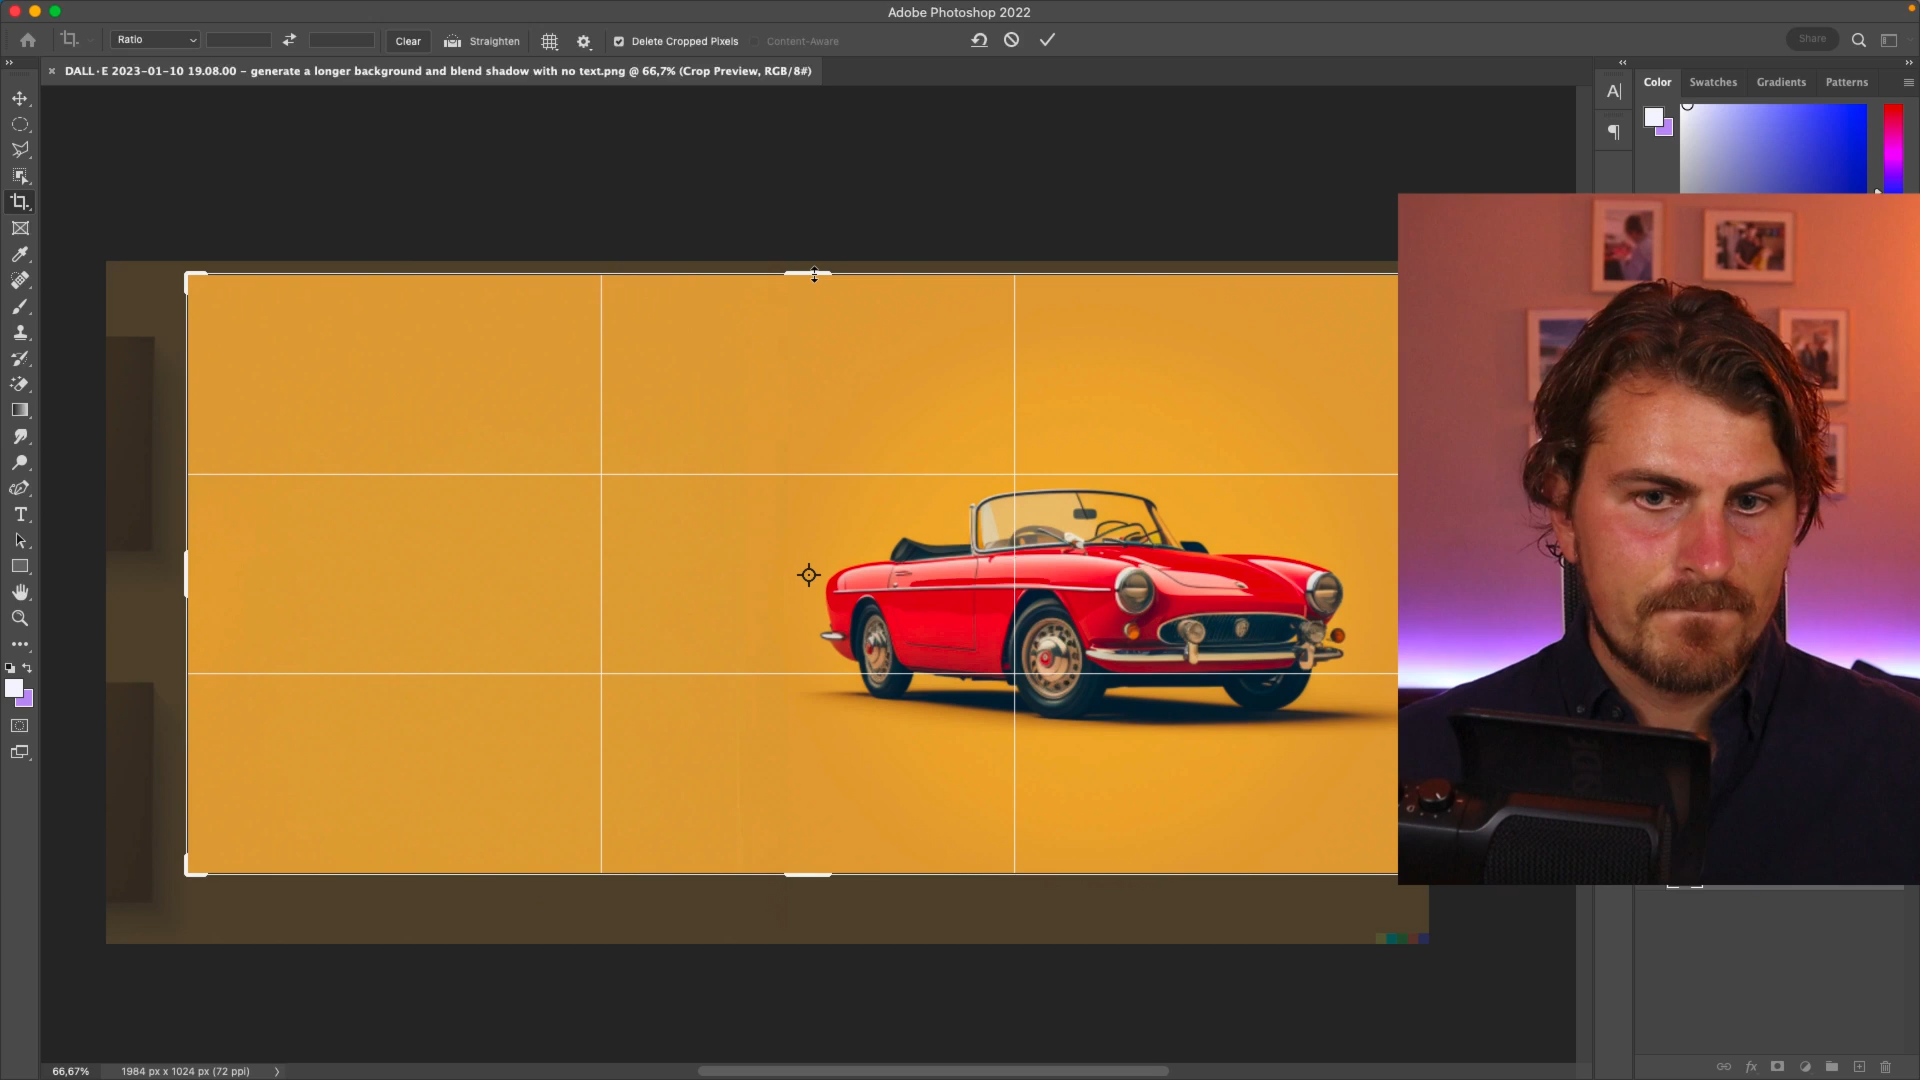 Adobe Photoshop 2022
Ratio
Clear
Straighten
Delete Cropped Pixels
Content-Aware
Share
DALL·E 2023-01-10 19.08.00 - generate a longer background and blend shadow with no text.png @ 66,7% (Crop Preview, RGB/8#)
Color
Swatches
Gradients
Patterns
66,67%
1984 px x 1024 px (72 ppi)